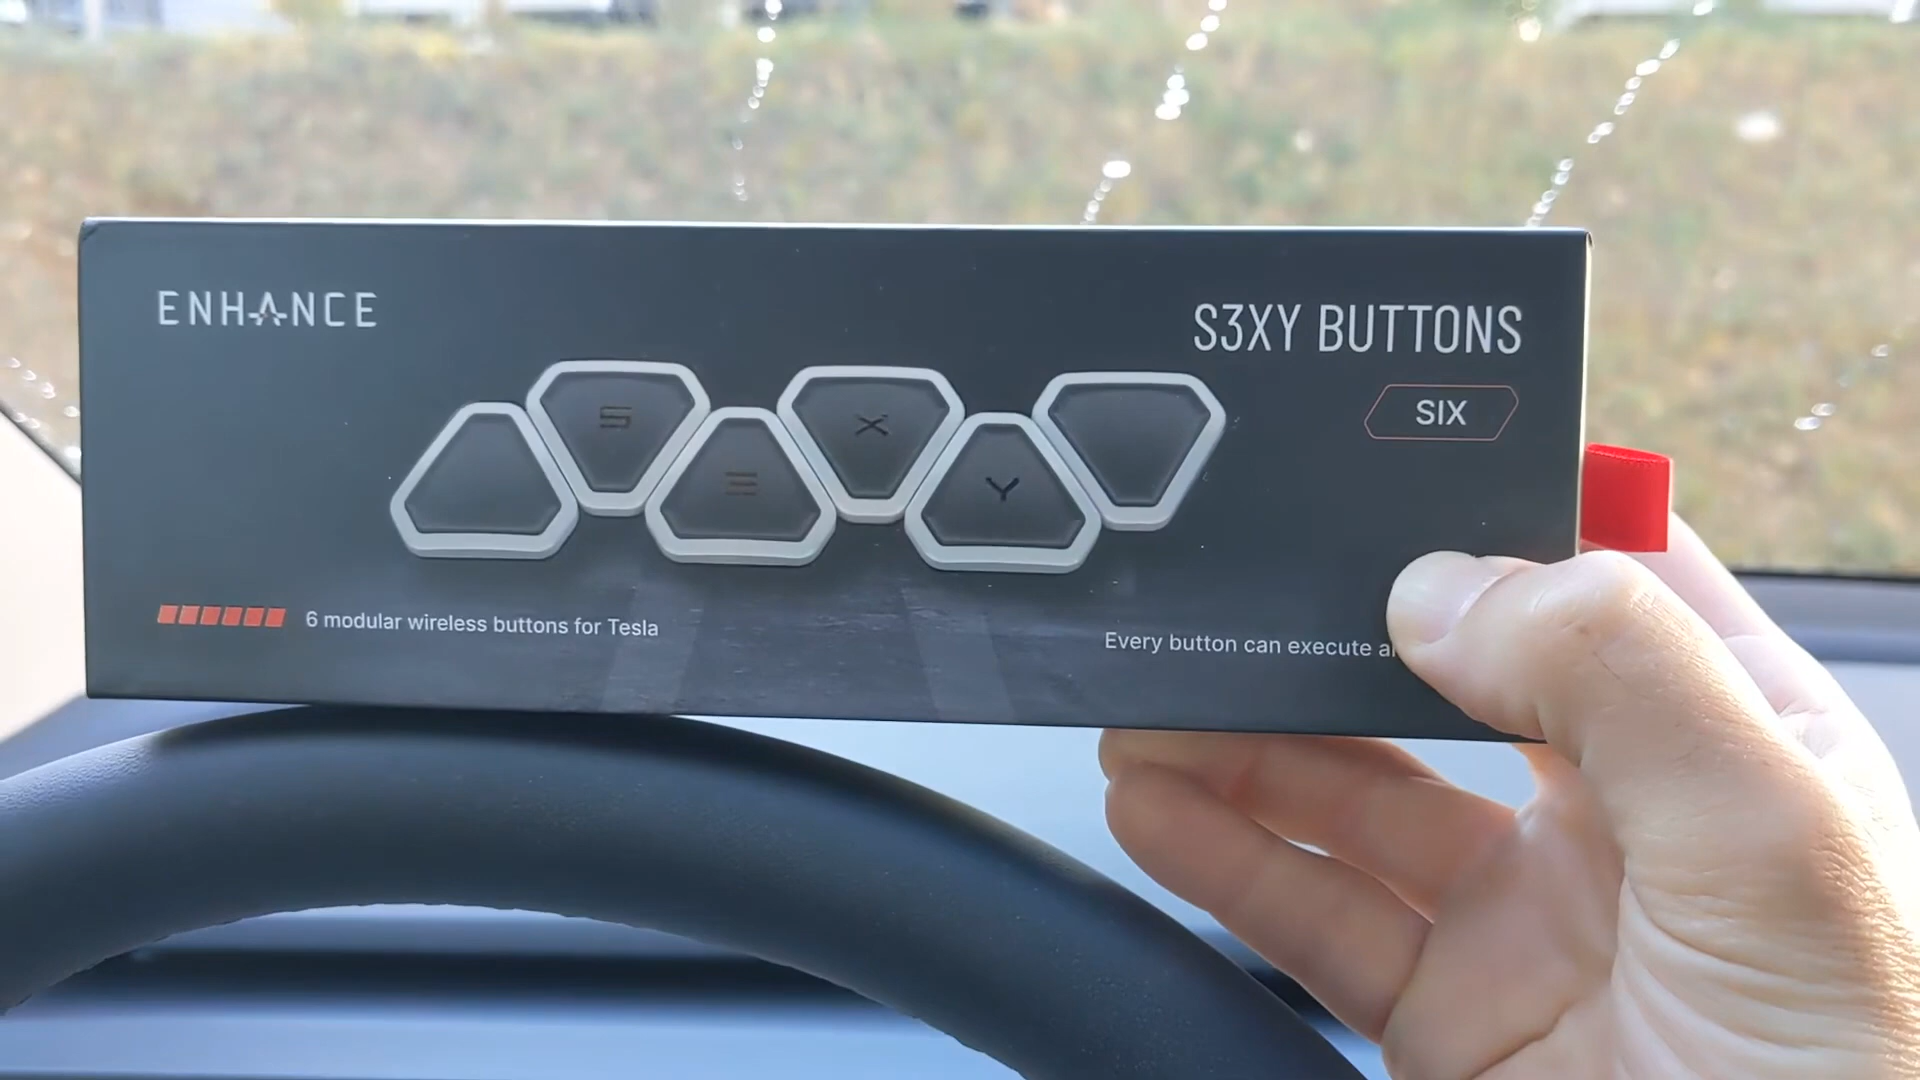 ENHANCE
S3XY BUTTONS
SIX
S
X
Y
6 modular wireless buttons for Tesla
Every button can execute